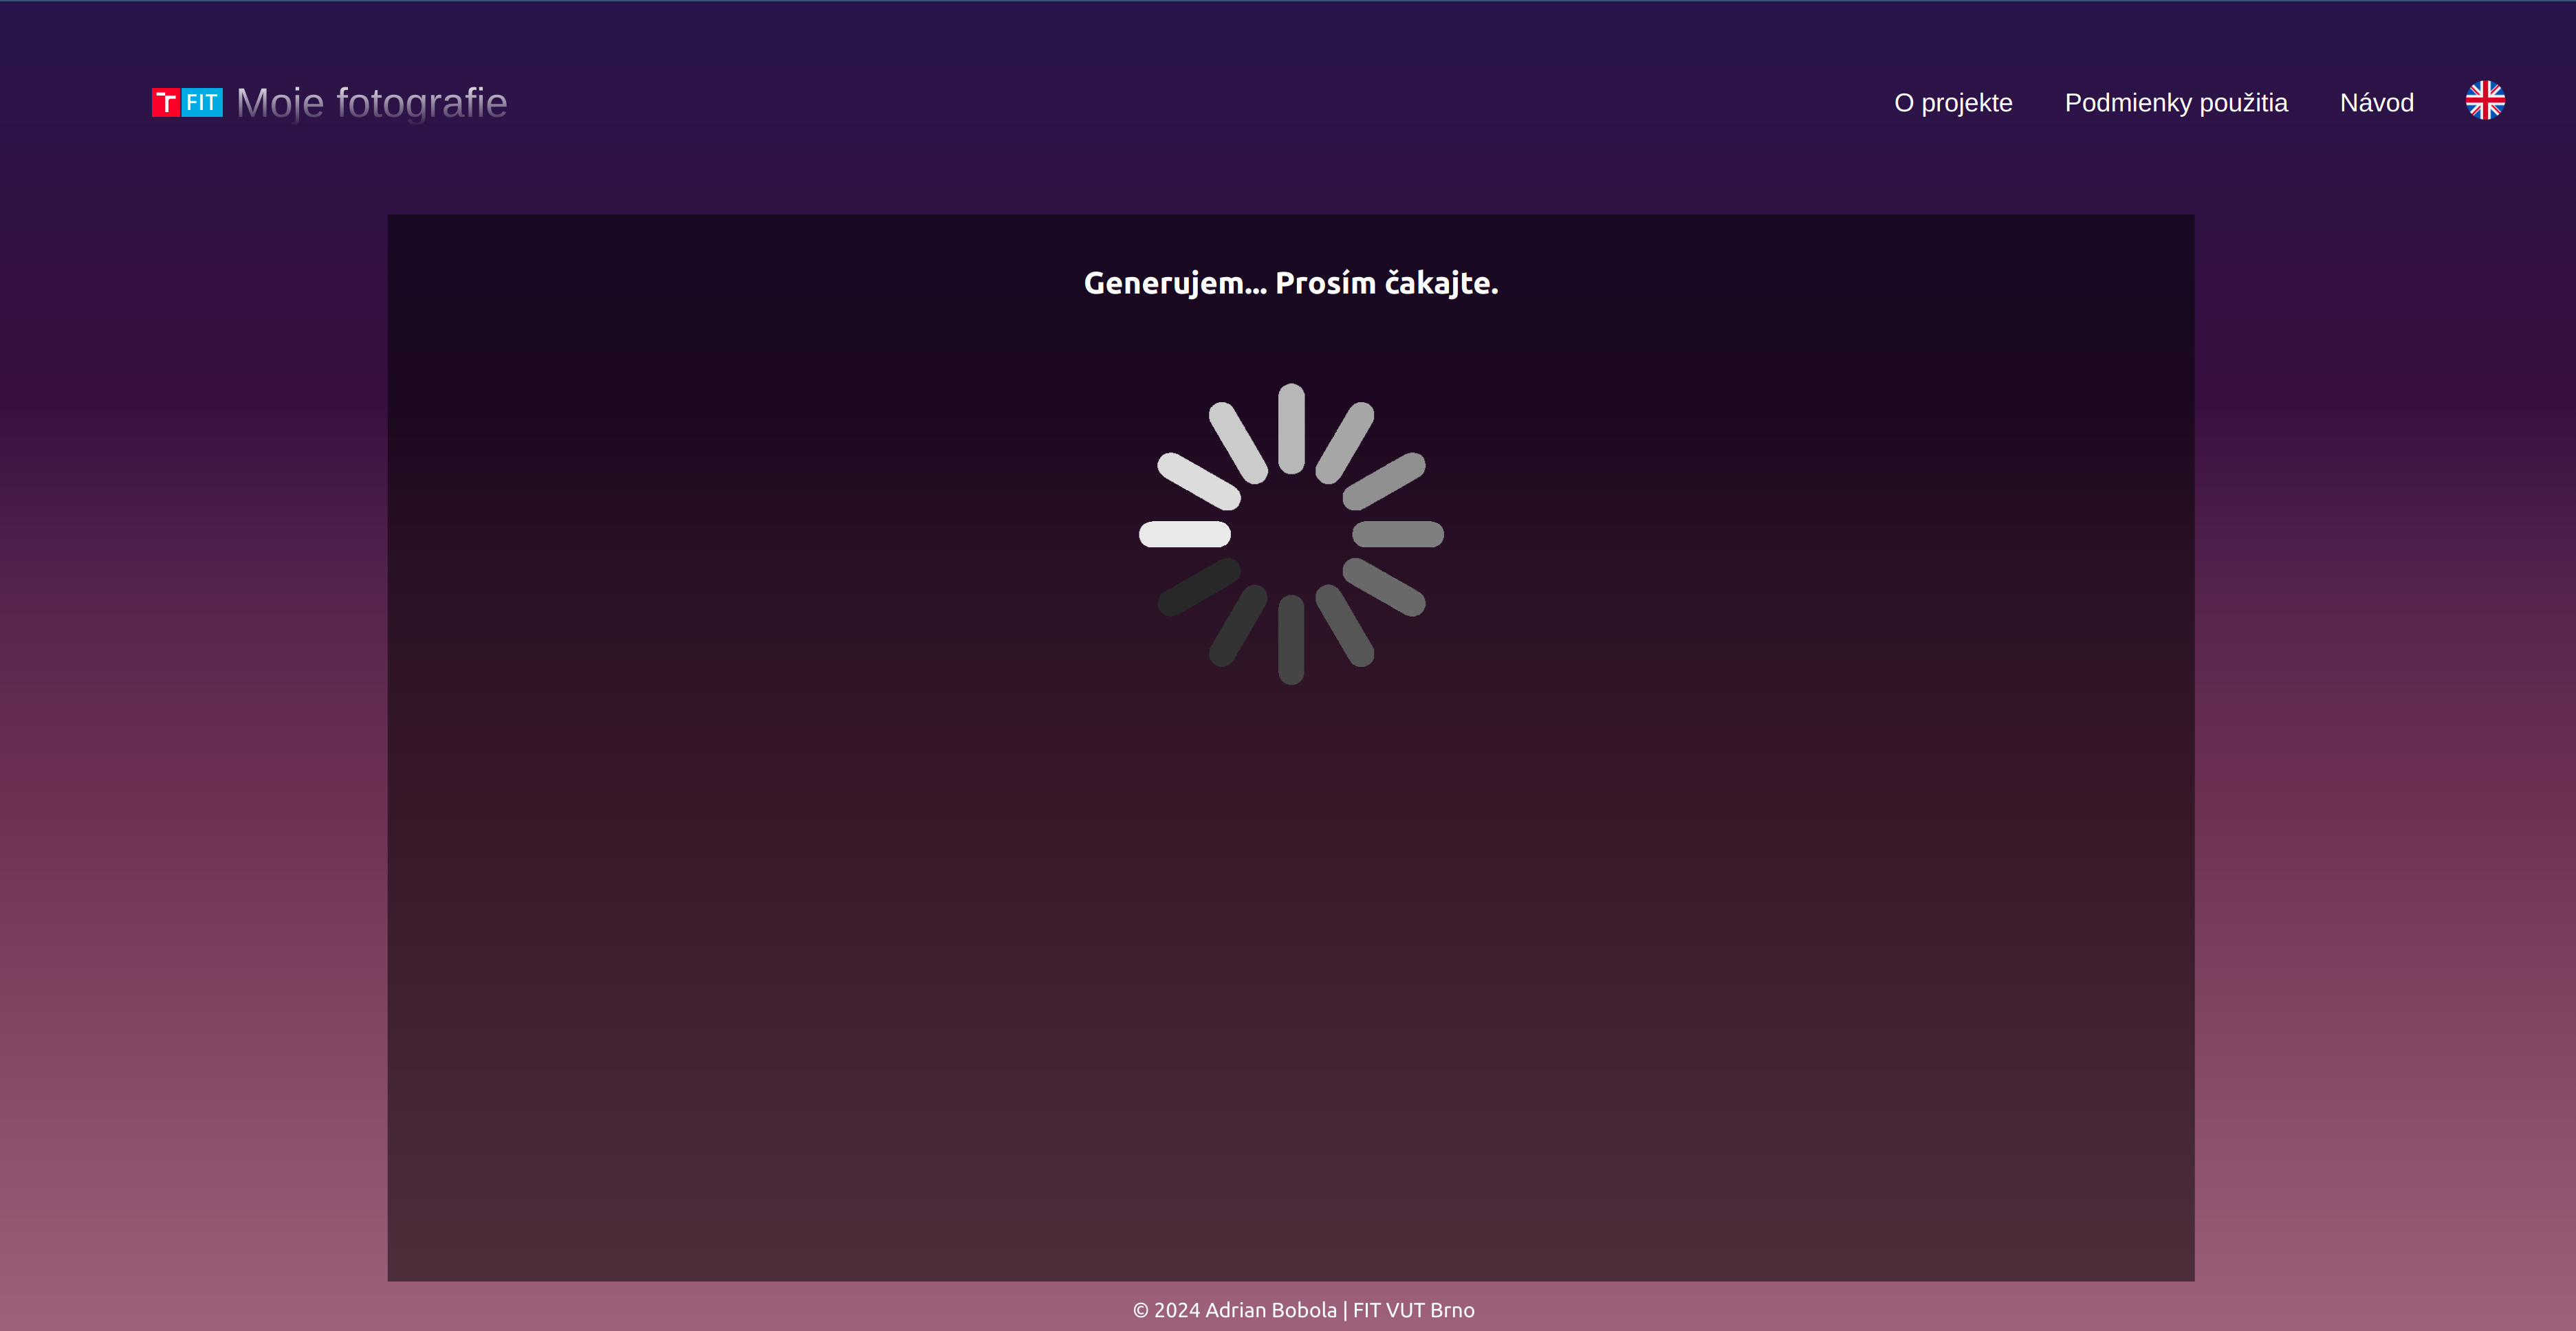 T FIT Moje fotografie
O projekte Podmienky použitia Návod
Generujem... Prosím čakajte.
© 2024 Adrian Bobola | FIT VUT Brno